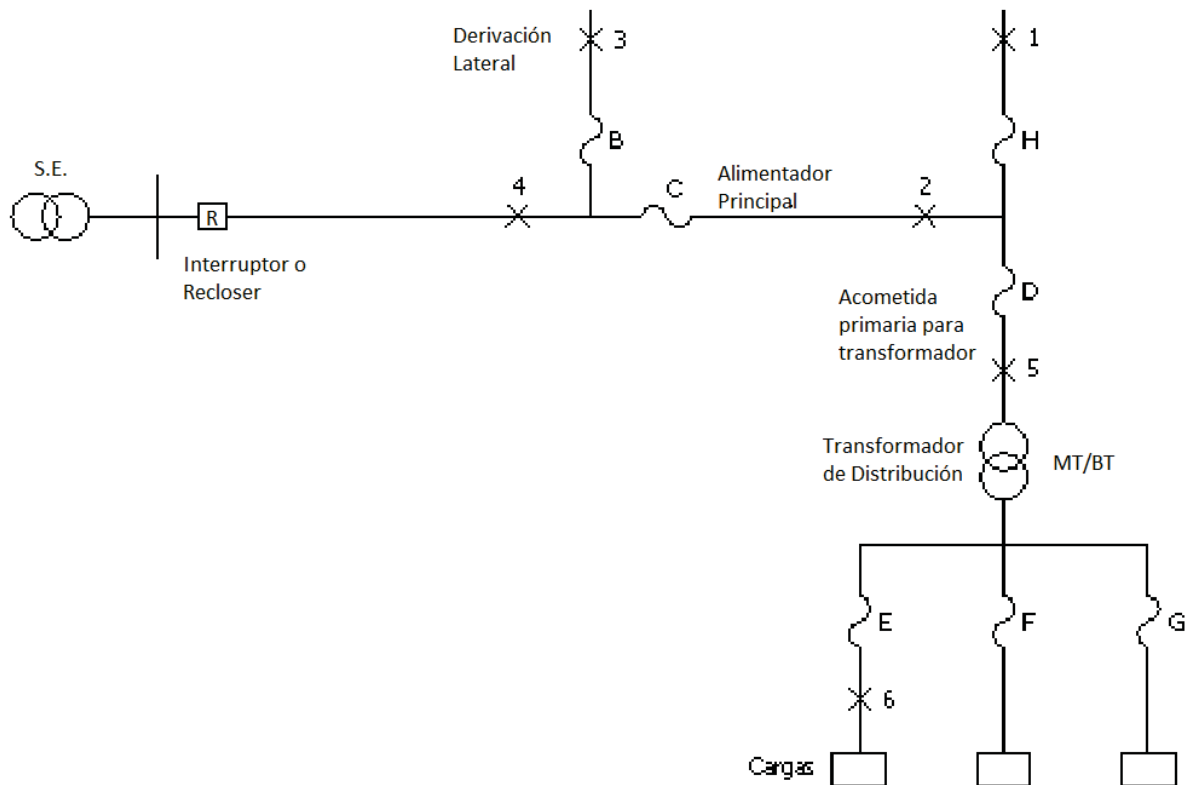 Derivación
Lateral
3
1
B
H
S.E.
4
C
Alimentador
Principal
2
R
Interruptor o
Recloser
D
Acometida
primaria para
transformador
5
Transformador
de Distribución
MT/BT
E
F
G
6
Cargas